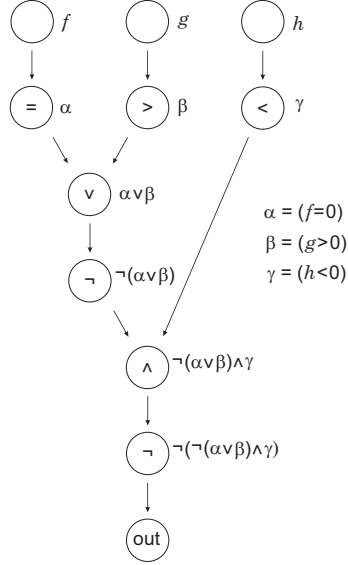 f g h
= α > β < γ
∨ α∨β
α = (f=0)
β = (g>0)
γ = (h<0)
¬ ¬(α∨β)
∧ ¬(α∨β)∧γ
¬ ¬(¬(α∨β)∧γ)
out